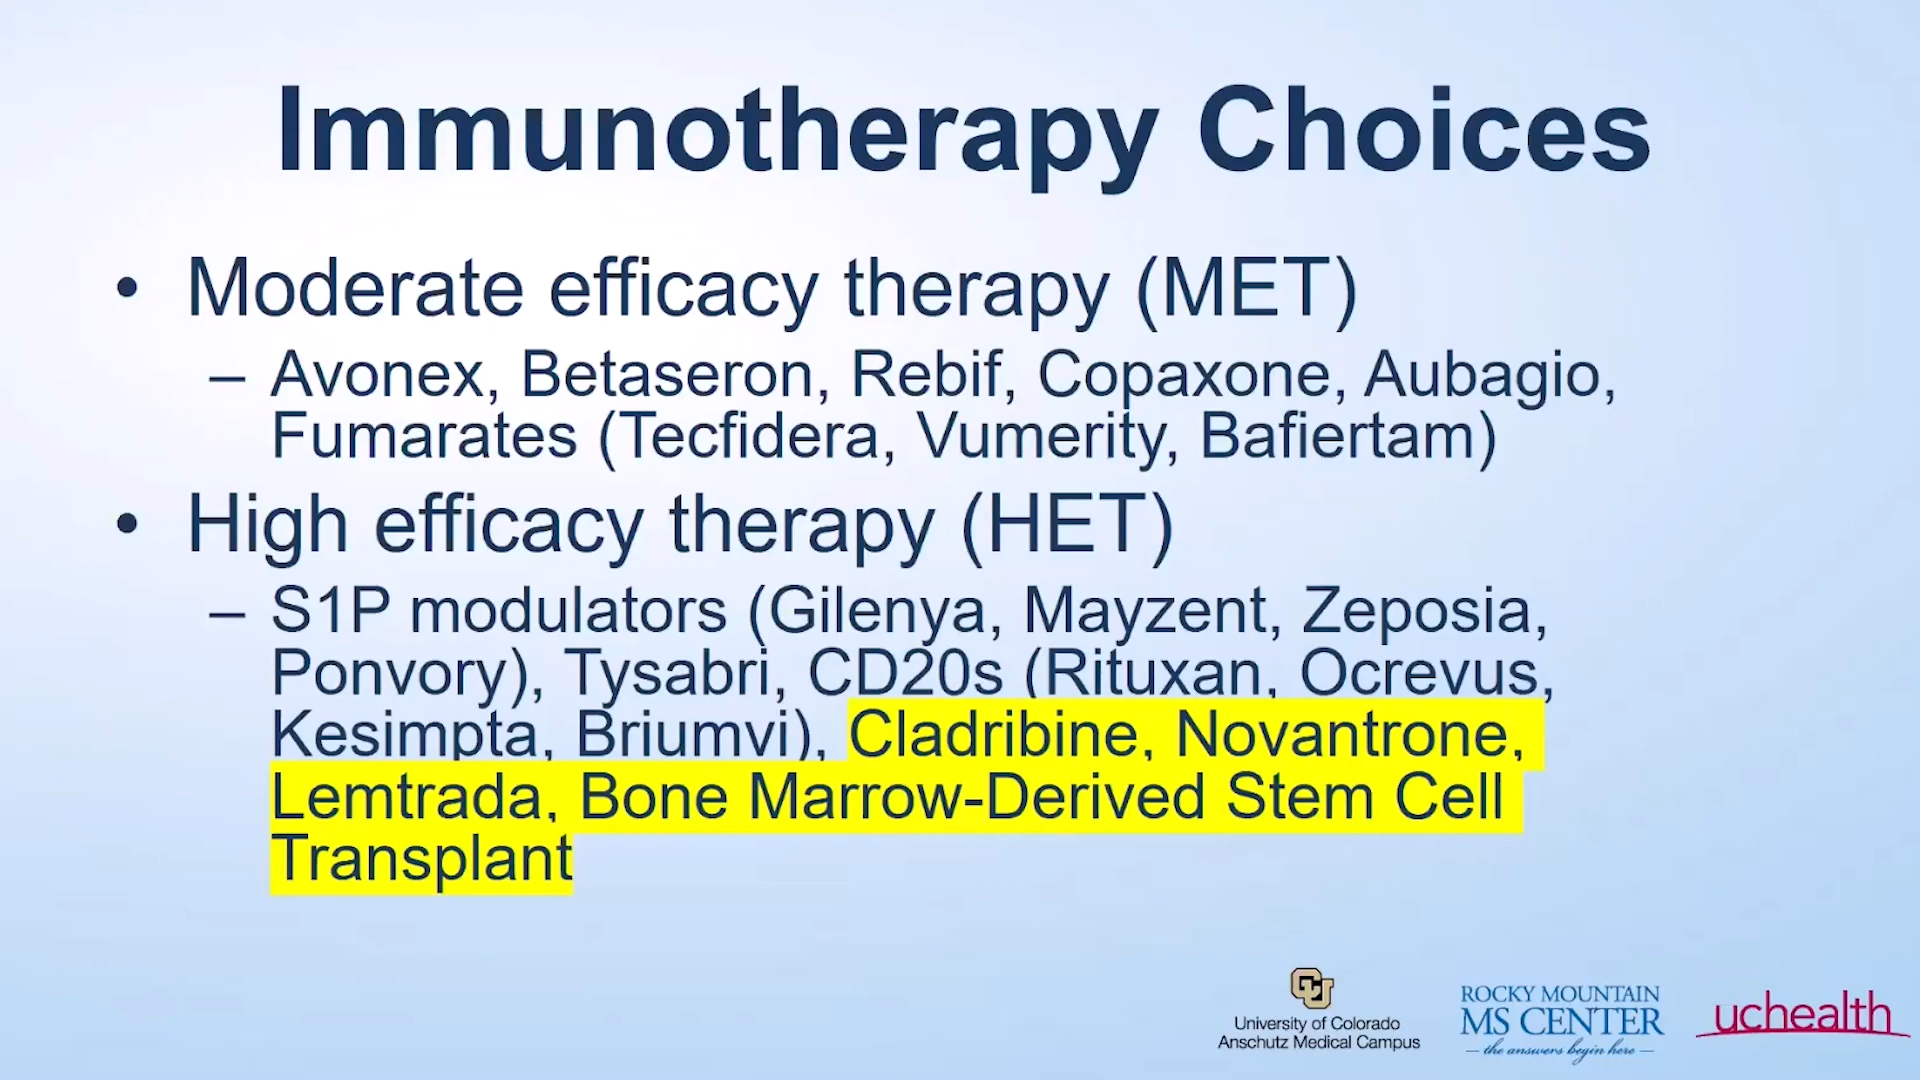 Immunotherapy Choices
• Moderate efficacy therapy (MET)
– Avonex, Betaseron, Rebif, Copaxone, Aubagio,
Fumarates (Tecfidera, Vumerity, Bafiertam)
• High efficacy therapy (HET)
– S1P modulators (Gilenya, Mayzent, Zeposia,
Ponvory), Tysabri, CD20s (Rituxan, Ocrevus,
Kesimpta, Briumvi), Cladribine, Novantrone,
Lemtrada, Bone Marrow-Derived Stem Cell
Transplant
CU
University of Colorado
Anschutz Medical Campus
ROCKY MOUNTAIN
MS CENTER
— the answers begin here —
uchealth